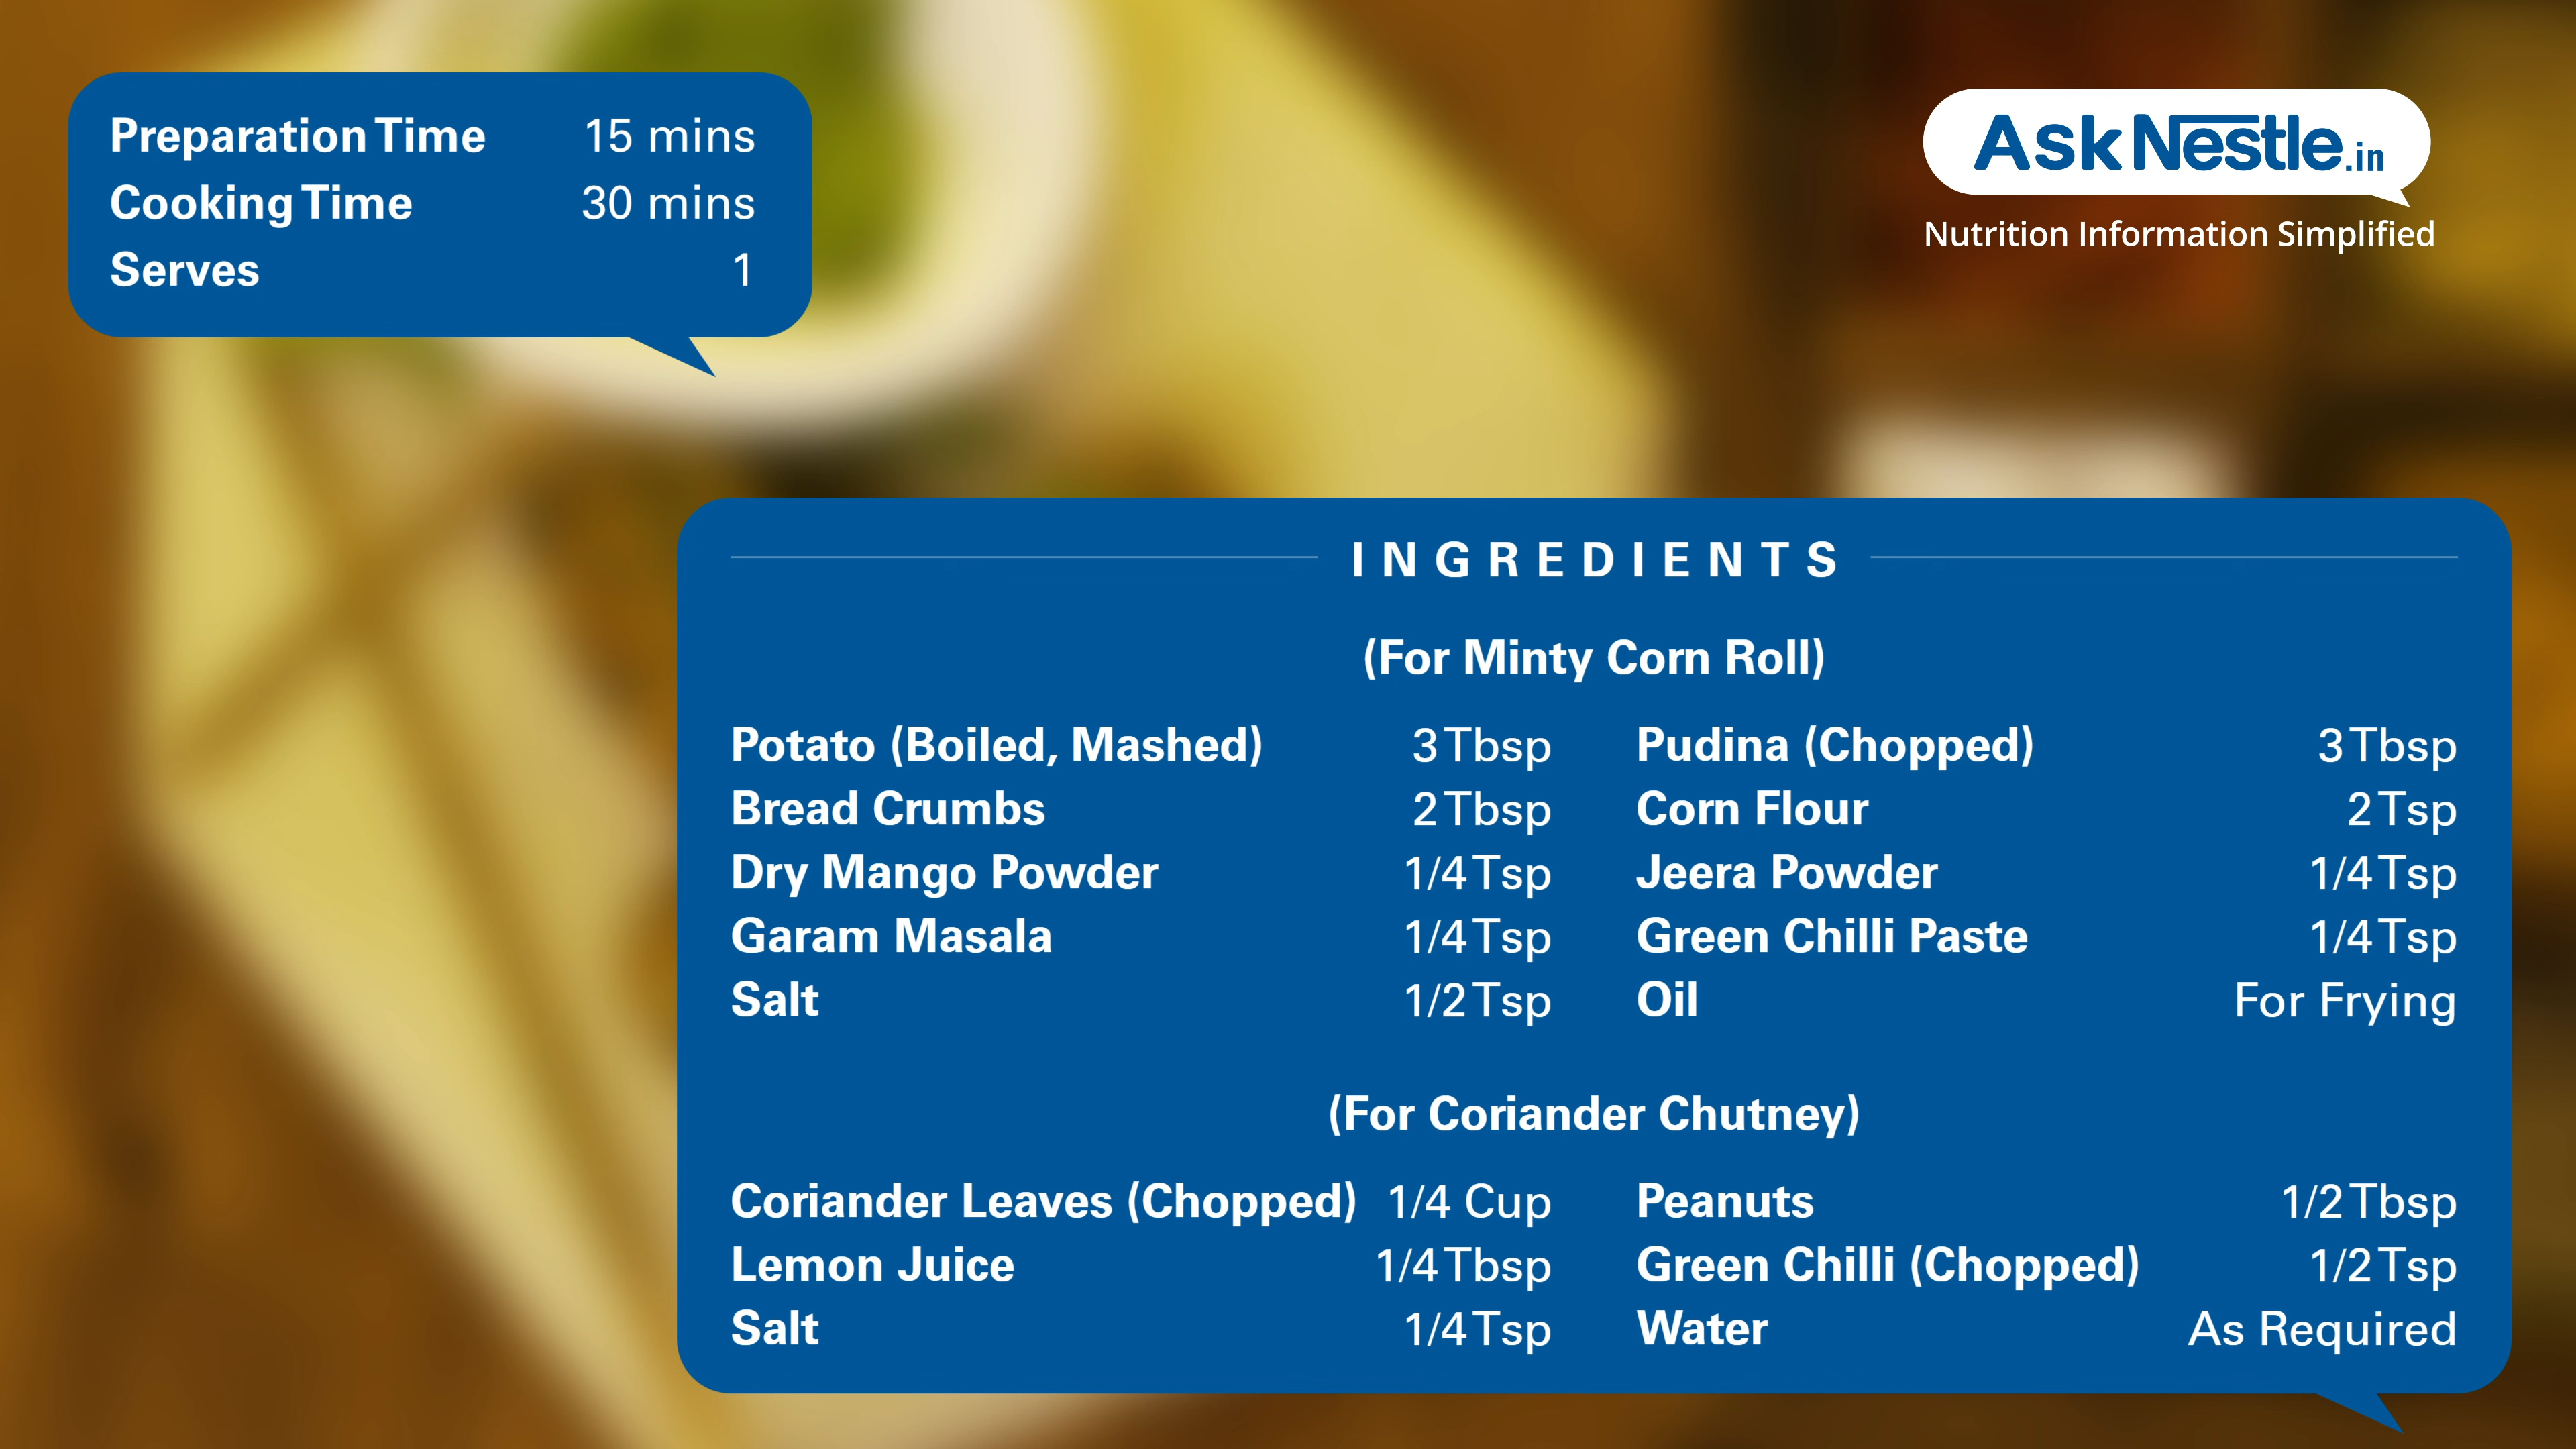 Preparation Time 15 mins
Cooking Time 30 mins
Serves 1
AskNestle.in
Nutrition Information Simplified
INGREDIENTS
(For Minty Corn Roll)
Potato (Boiled, Mashed) 3 Tbsp Pudina (Chopped) 3 Tbsp
Bread Crumbs 2 Tbsp Corn Flour 2 Tsp
Dry Mango Powder 1/4 Tsp Jeera Powder 1/4 Tsp
Garam Masala 1/4 Tsp Green Chilli Paste 1/4 Tsp
Salt 1/2 Tsp Oil For Frying
(For Coriander Chutney)
Coriander Leaves (Chopped) 1/4 Cup Peanuts 1/2 Tbsp
Lemon Juice 1/4 Tbsp Green Chilli (Chopped) 1/2 Tsp
Salt 1/4 Tsp Water As Required